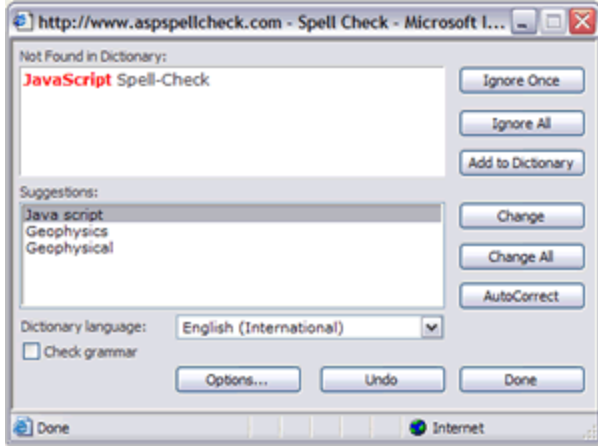 http://www.aspspellcheck.com - Spell Check - Microsoft I...
Not Found in Dictionary:
JavaScript Spell-Check
Ignore Once
Ignore All
Add to Dictionary
Suggestions:
Java script
Geophysics
Geophysical
Change
Change All
AutoCorrect
Dictionary language:
English (International)
Check grammar
Options...
Undo
Done
Done
Internet